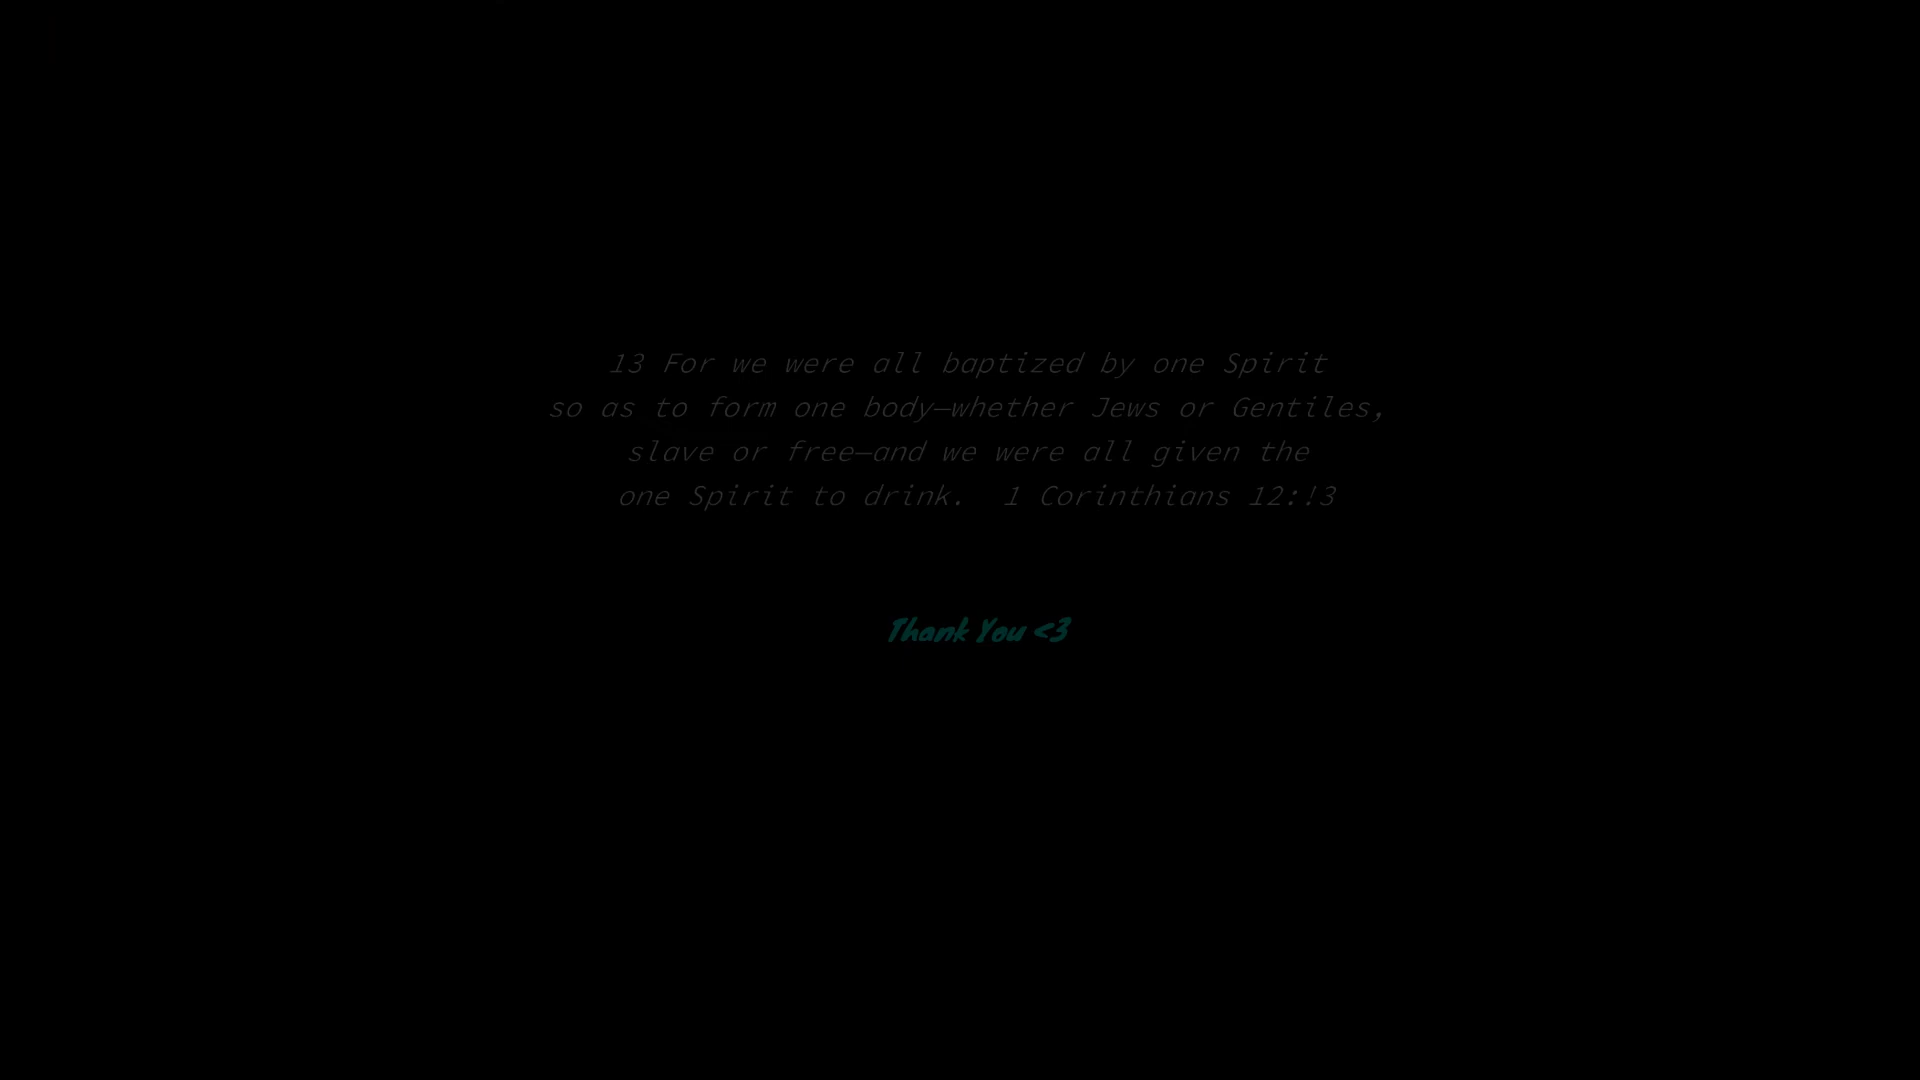 13 For we were all baptized by one Spirit
so as to form one body—whether Jews or Gentiles,
slave or free—and we were all given the
one Spirit to drink.  1 Corinthians 12:!3
Thank You <3